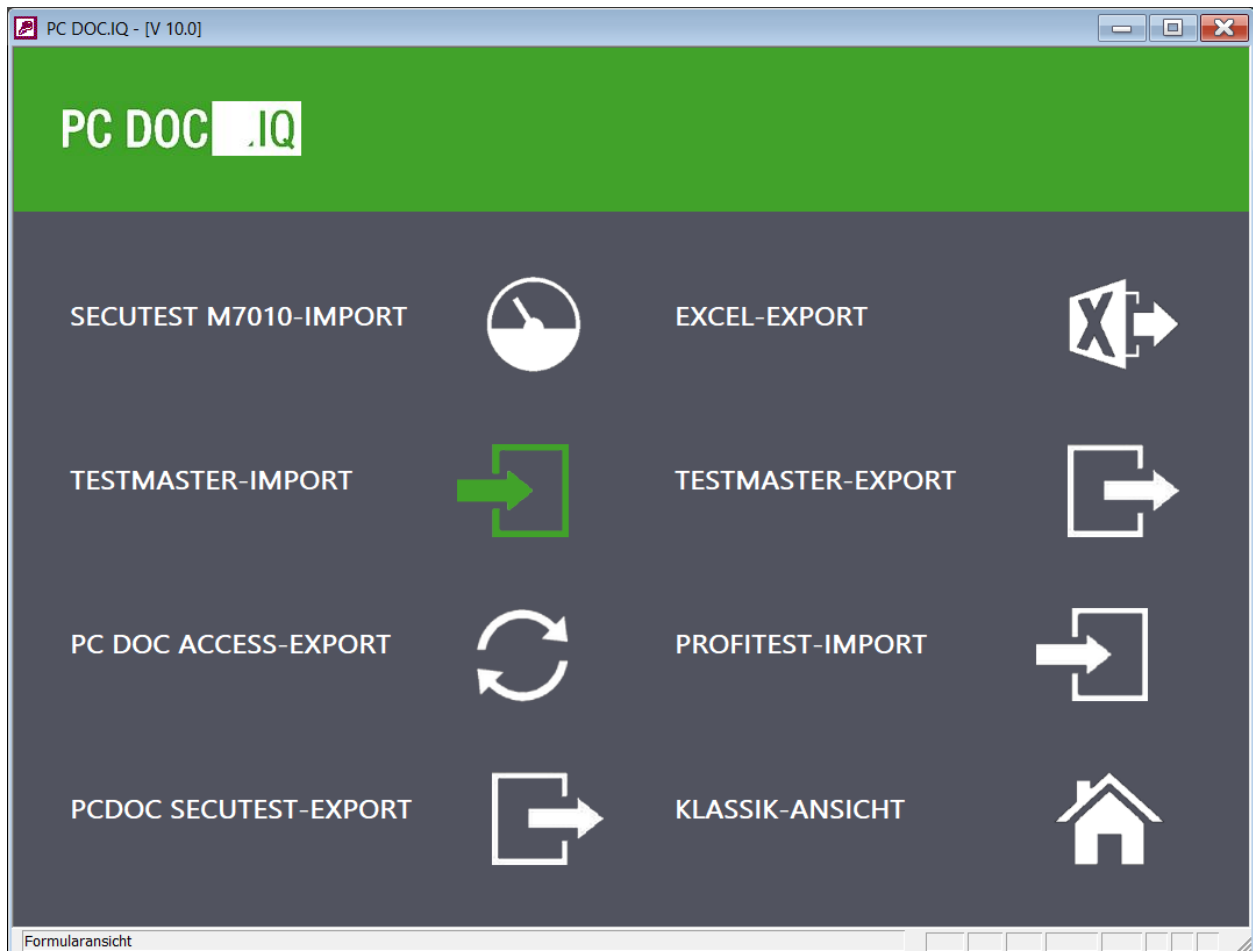 PC DOC.IQ - [V 10.0]
PC DOC .IQ
SECUTEST M7010-IMPORT
EXCEL-EXPORT
X
TESTMASTER-IMPORT
TESTMASTER-EXPORT
PC DOC ACCESS-EXPORT
PROFITEST-IMPORT
PCDOC SECUTEST-EXPORT
KLASSIK-ANSICHT
Formularansicht